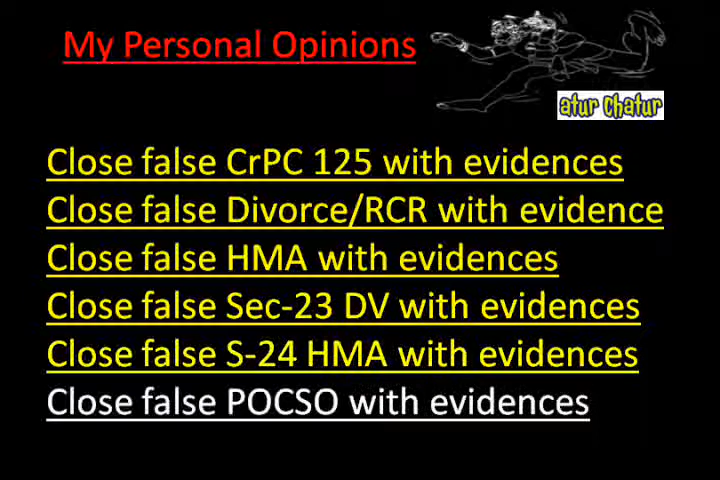 My Personal Opinions
atur Chatur
Close false CrPC 125 with evidences
Close false Divorce/RCR with evidence
Close false HMA with evidences
Close false Sec-23 DV with evidences
Close false S-24 HMA with evidences
Close false POCSO with evidences